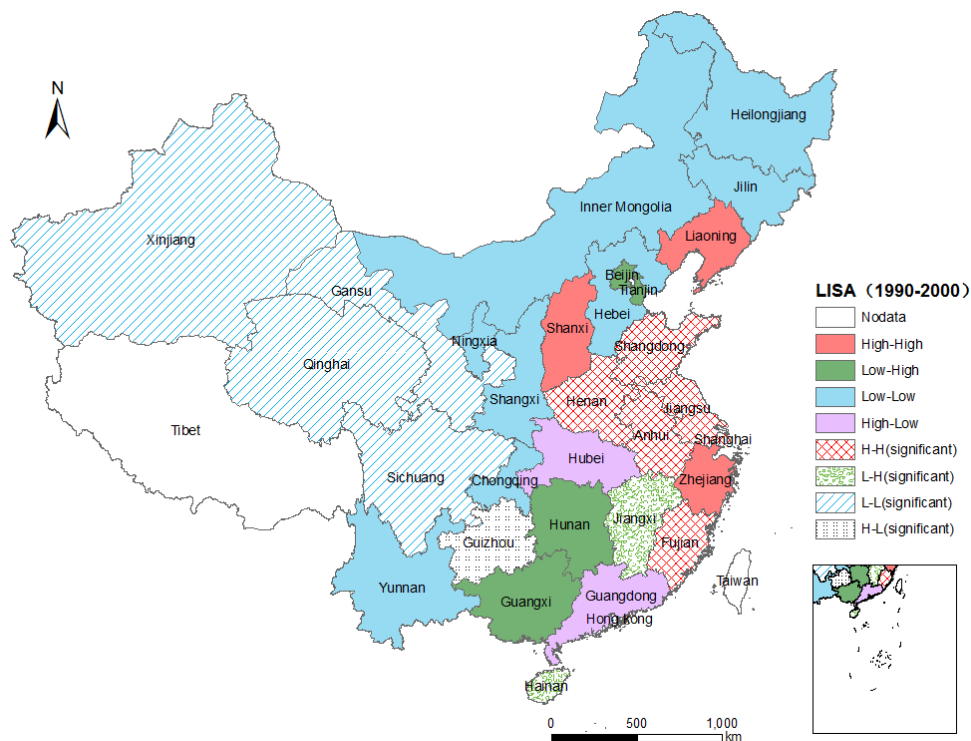 N
Heilongjiang
Jilin
Inner Mongolia
Liaoning
Xinjiang
Beijin
Tianjin
Gansu
Hebei
Shanxi
Ningxia
Shangdong
Qinghai
Shangxi
Henan
Jiangsu
Tibet
Anhui
Shanghai
Hubei
Sichuang
Chongqing
Zhejiang
Hunan
Jiangxi
Guizhou
Fujian
Yunnan
Taiwan
Guangxi
Guangdong
Hong kong
Hainan
LISA（1990-2000）
Nodata
High-High
Low-High
Low-Low
High-Low
H-H(significant)
L-H(significant)
L-L(significant)
H-L(significant)
0 500 1,000
km